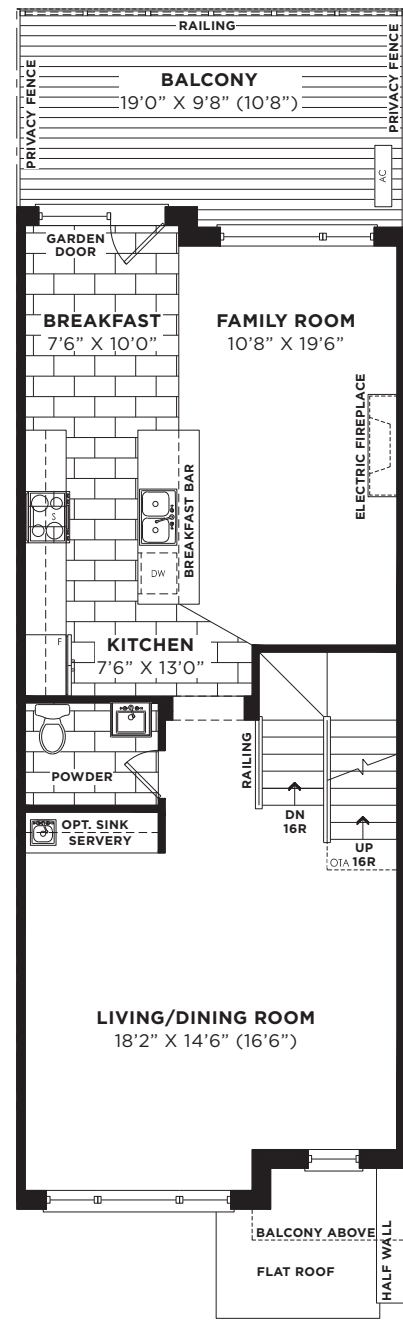 RAILING
PRIVACY FENCE
PRIVACY FENCE
BALCONY
19'0” X 9'8” (10'8”)
AC
GARDEN
DOOR
BREAKFAST
7'6” X 10'0”
FAMILY ROOM
10'8” X 19'6”
ELECTRIC FIREPLACE
BREAKFAST BAR
S
DW
F
KITCHEN
7'6” X 13'0”
POWDER
RAILING
DN
16R
UP
16R
OTA
OPT. SINK
SERVERY
LIVING/DINING ROOM
18'2” X 14'6” (16'6”)
BALCONY ABOVE
FLAT ROOF
HALF WALL